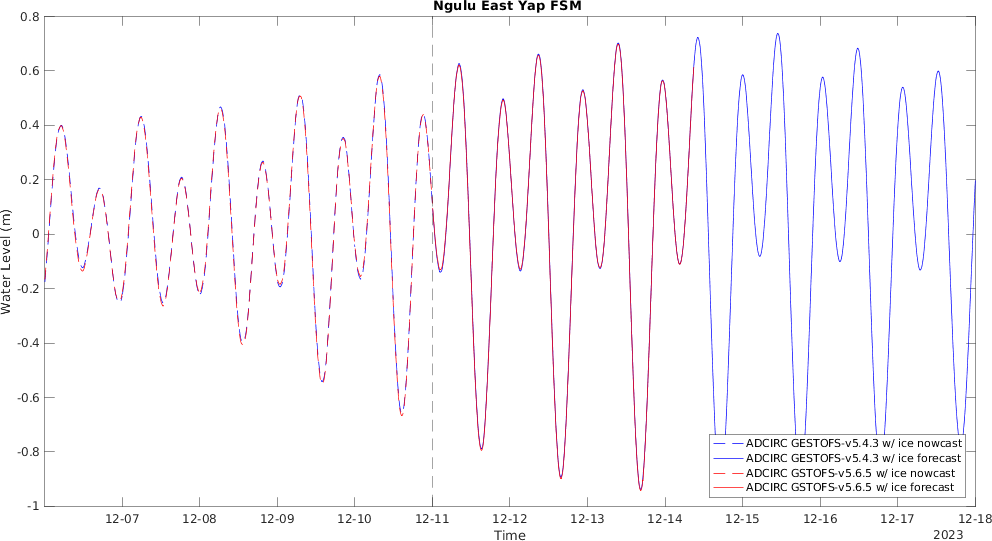 Ngulu East Yap FSM
0.8
0.6
0.4
0.2
0
-0.2
-0.4
-0.6
-0.8
-1
Water Level (m)
ADCIRC GESTOFS-v5.4.3 w/ ice nowcast
ADCIRC GESTOFS-v5.4.3 w/ ice forecast
ADCIRC GSTOFS-v5.6.5 w/ ice nowcast
ADCIRC GSTOFS-v5.6.5 w/ ice forecast
12-07 12-08 12-09 12-10 12-11 12-12 12-13 12-14 12-15 12-16 12-17 12-18
Time
2023